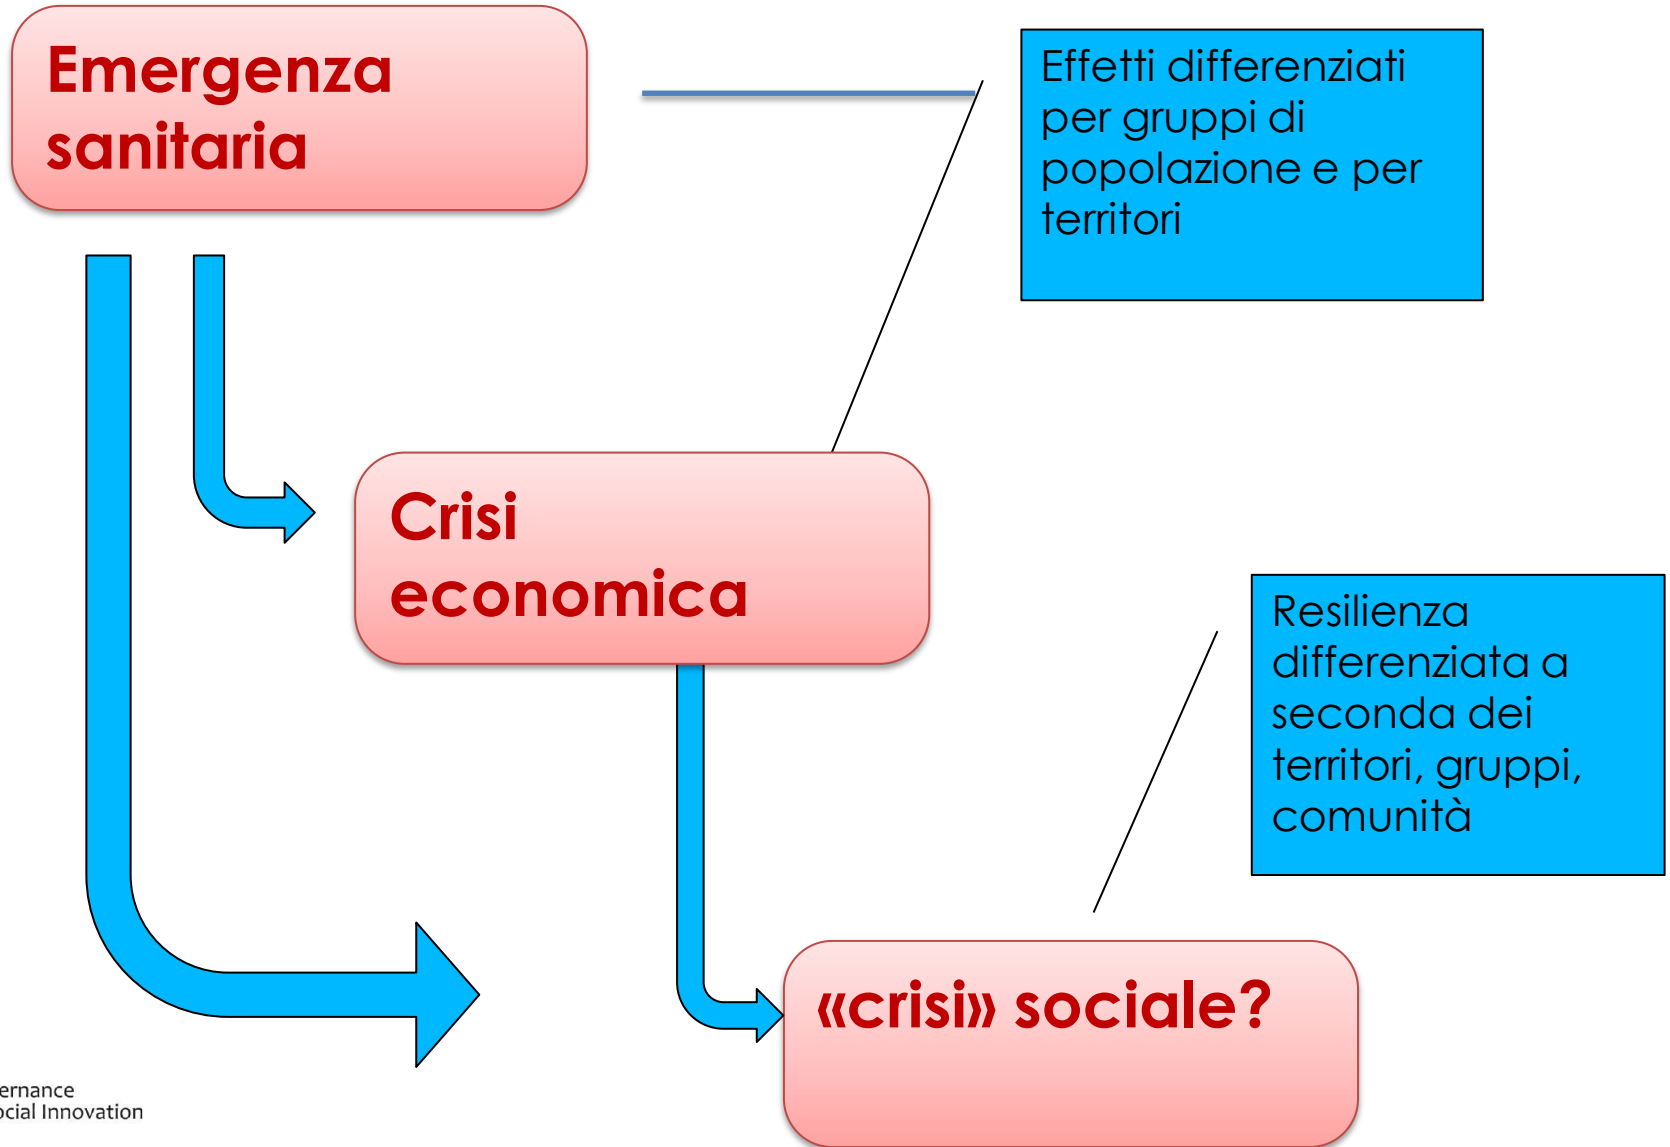 Emergenza
sanitaria
Effetti differenziati
per gruppi di
popolazione e per
territori
Crisi
economica
Resilienza
differenziata a
seconda dei
territori, gruppi,
comunità
«crisi» sociale?
ernance
ocial Innovation